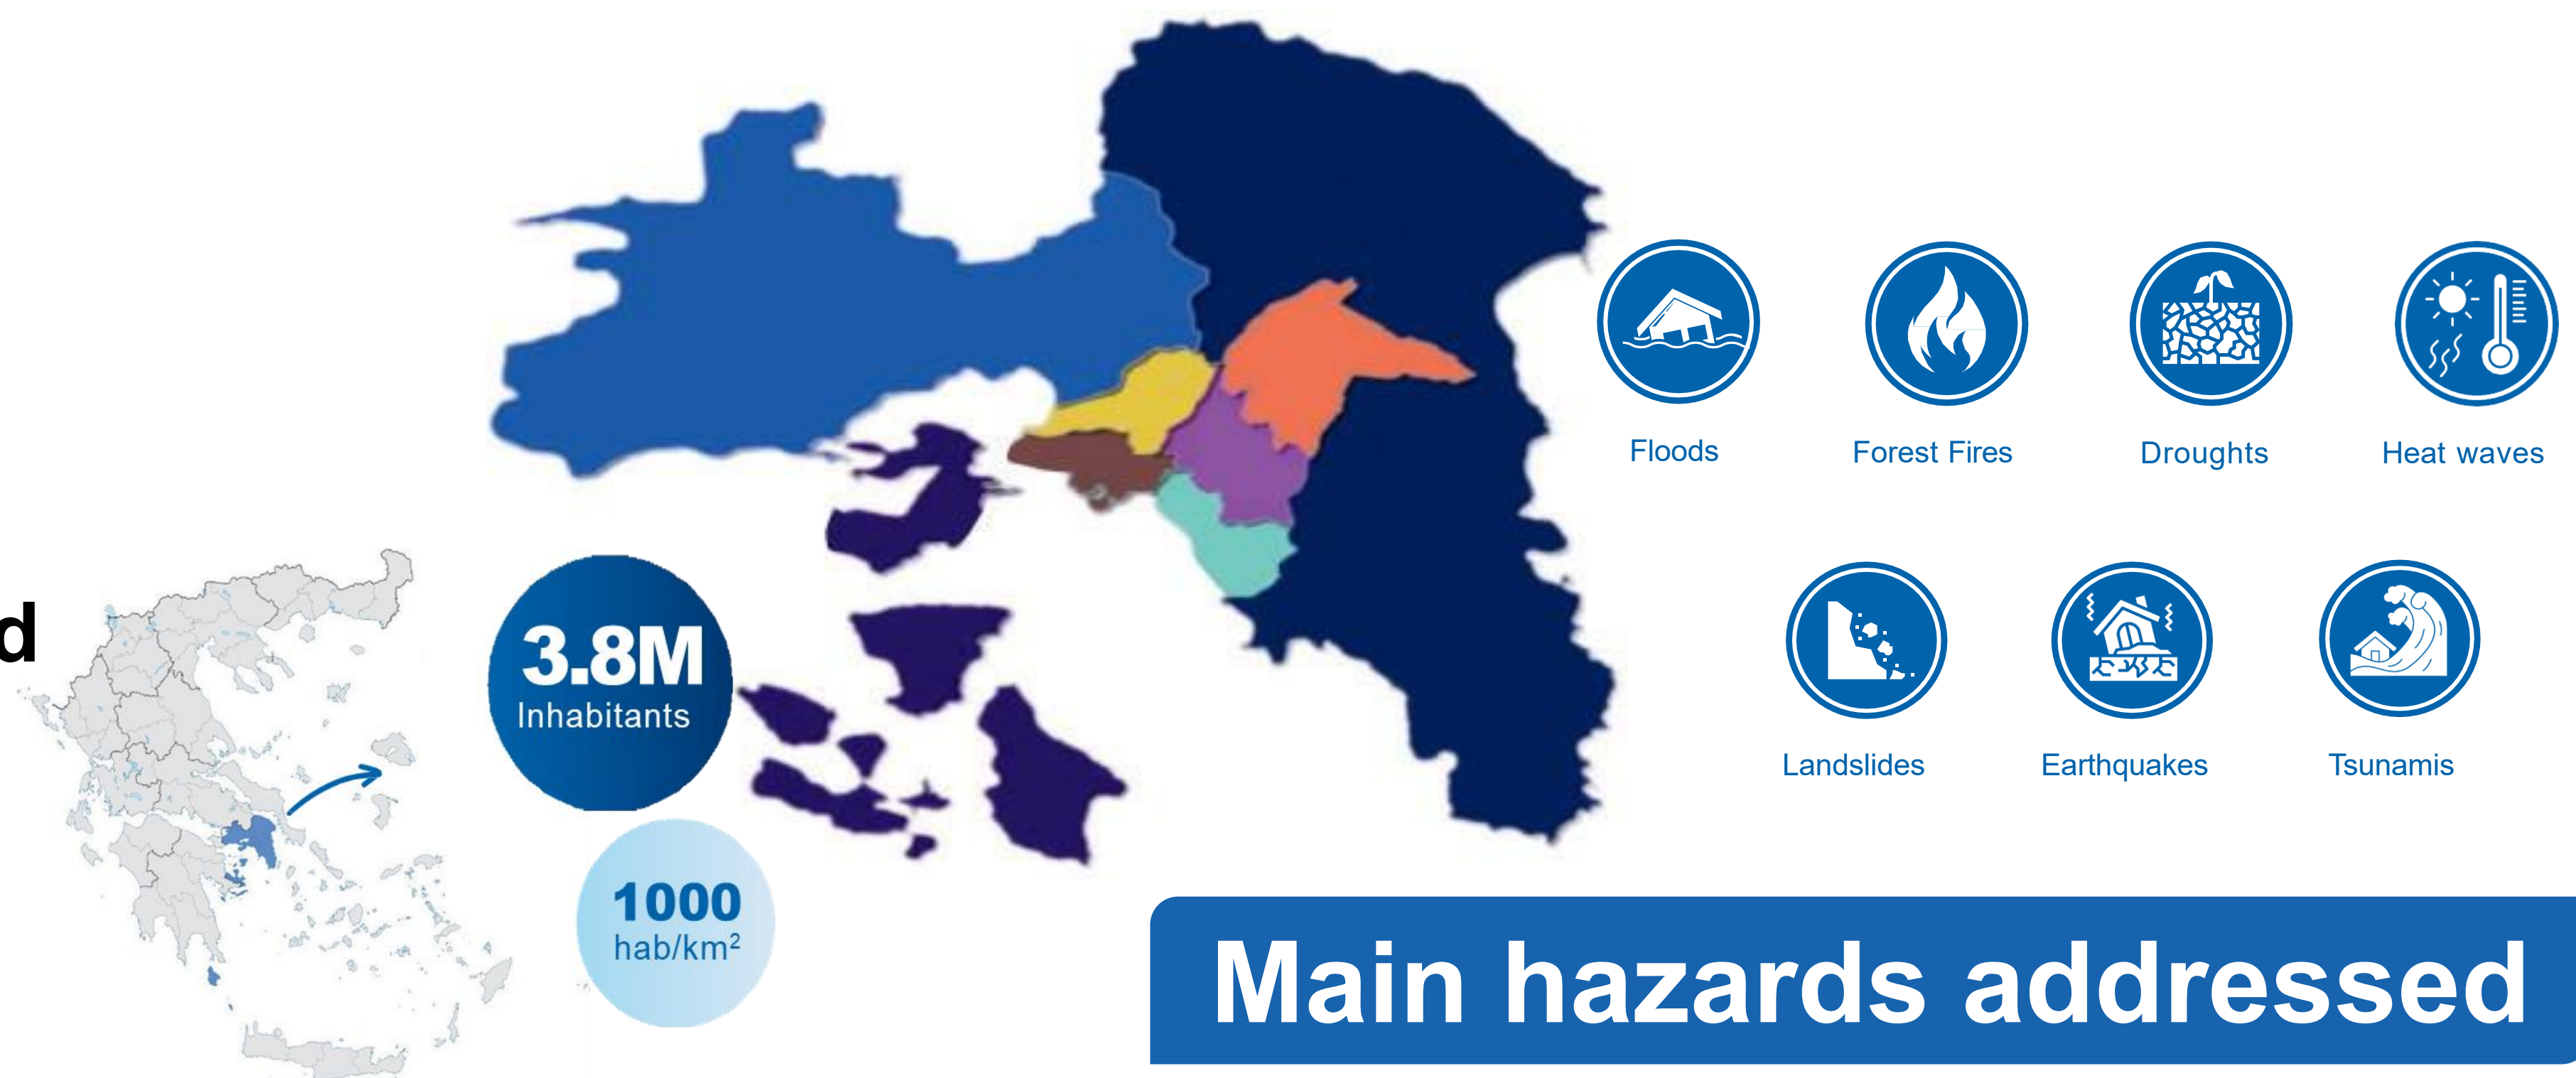 Floods
Forest Fires
Droughts
Heat waves
d
3.8M
Inhabitants
Landslides
Earthquakes
Tsunamis
1000
hab/km²
Main hazards addressed